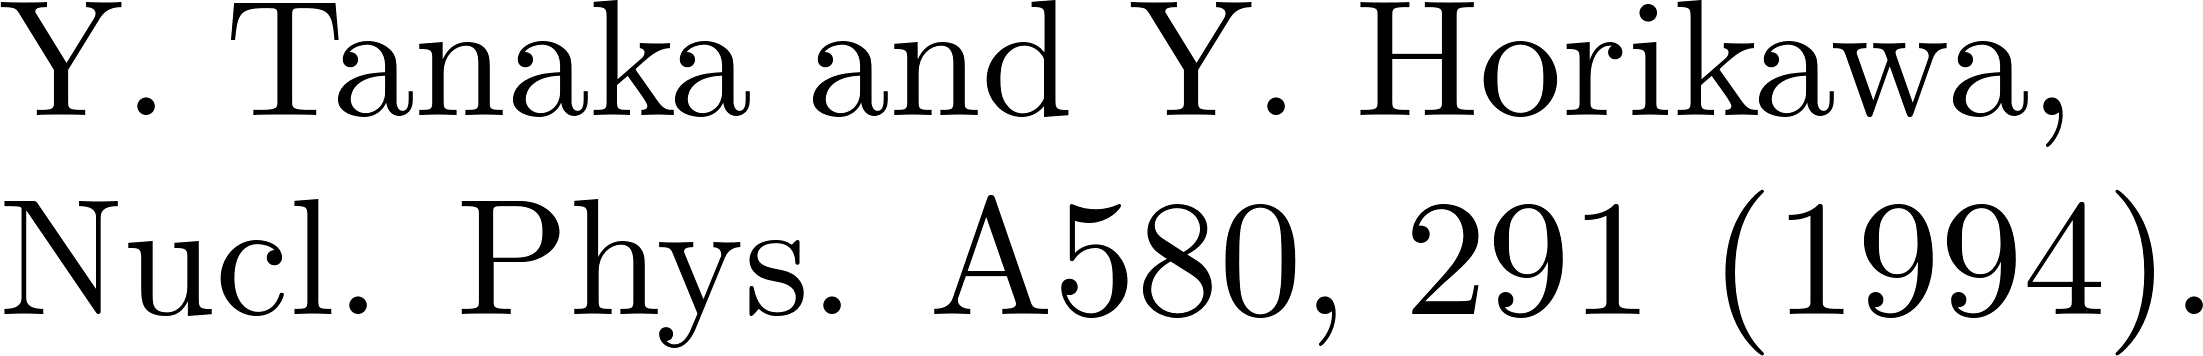 Y. Tanaka and Y. Horikawa,
Nucl. Phys. A580, 291 (1994).